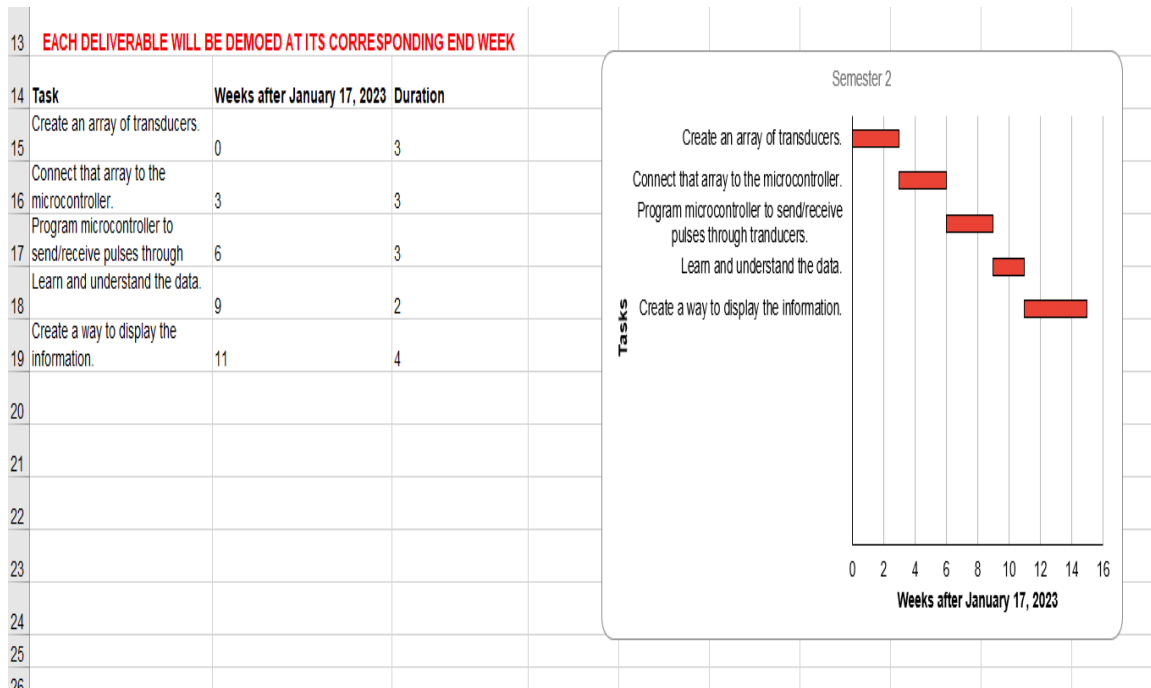 13 EACH DELIVERABLE WILL BE DEMOED AT ITS CORRESPONDING END WEEK
14 Task Weeks after January 17, 2023 Duration
Create an array of transducers.
15 0 3
Connect that array to the
16 microcontroller. 3 3
Program microcontroller to
17 send/receive pulses through 6 3
Learn and understand the data.
18 9 2
Create a way to display the
19 information. 11 4
20
21
22
23
24
25
26
Semester 2
Create an array of transducers.
Connect that array to the microcontroller.
Program microcontroller to send/receive
pulses through tranducers.
Learn and understand the data.
Create a way to display the information.
Tasks
0 2 4 6 8 10 12 14 16
Weeks after January 17, 2023